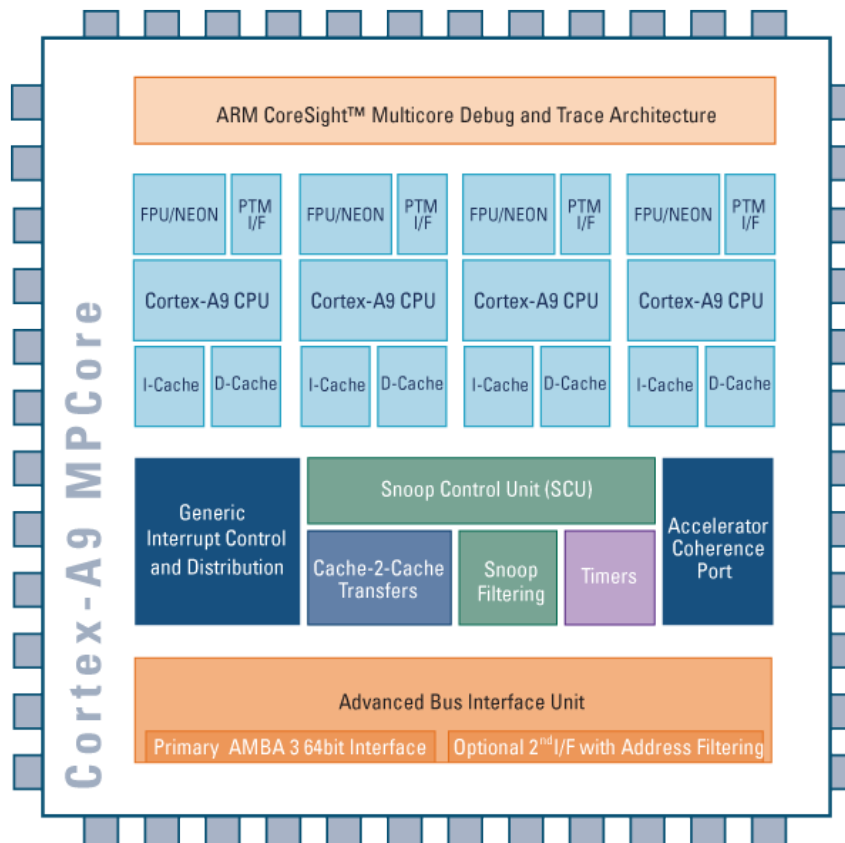 Cortex-A9 MPCore
ARM CoreSight™ Multicore Debug and Trace Architecture
FPU/NEON
PTM
I/F
FPU/NEON
PTM
I/F
FPU/NEON
PTM
I/F
FPU/NEON
PTM
I/F
Cortex-A9 CPU
Cortex-A9 CPU
Cortex-A9 CPU
Cortex-A9 CPU
I-Cache
D-Cache
I-Cache
D-Cache
I-Cache
D-Cache
I-Cache
D-Cache
Generic
Interrupt Control
and Distribution
Snoop Control Unit (SCU)
Cache-2-Cache
Transfers
Snoop
Filtering
Timers
Accelerator
Coherence
Port
Advanced Bus Interface Unit
Primary AMBA 3 64bit Interface
Optional 2nd I/F with Address Filtering